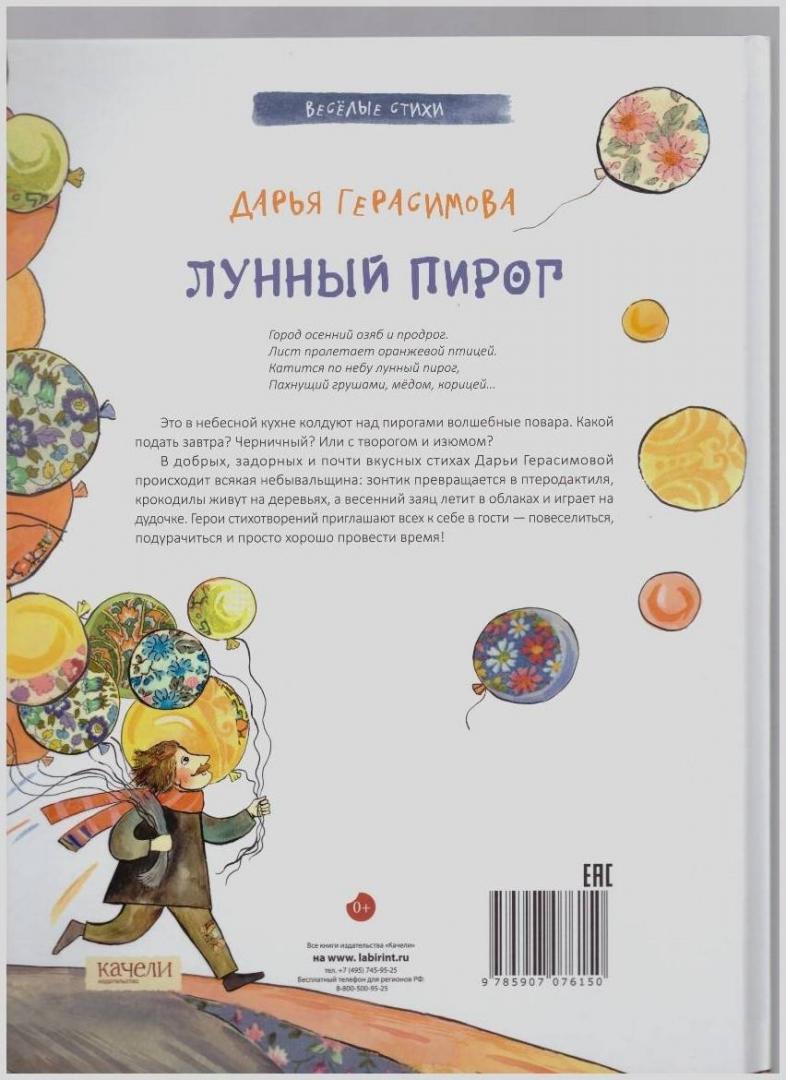 ВЕСЁЛЫЕ СТИХИ
ДАРЬЯ ГЕРАСИМОВА
ЛУННЫЙ ПИРОГ
Город осенний озяб и продрог.
Лист пролетает оранжевой птицей.
Катится по небу лунный пирог,
Пахнущий грушами, мёдом, корицей...
Это в небесной кухне колдуют над пирогами волшебные повара. Какой
подать завтра? Черничный? Или с творогом и изюмом?
В добрых, задорных и почти вкусных стихах Дарьи Герасимовой
происходит всякая небывальщина: зонтик превращается в птеродактиля,
крокодилы живут на деревьях, а весенний заяц летит в облаках и играет на
дудочке. Герои стихотворений приглашают всех к себе в гости — повеселиться,
подурачиться и просто хорошо провести время!
0+
Все книги издательства «Качели»
на www. labirint.ru
тел. +7 (495) 745-95-25
Бесплатный телефон для регионов РФ:
8-800-500-95-25
ЕАС
9 785907 076150
качели
издательство